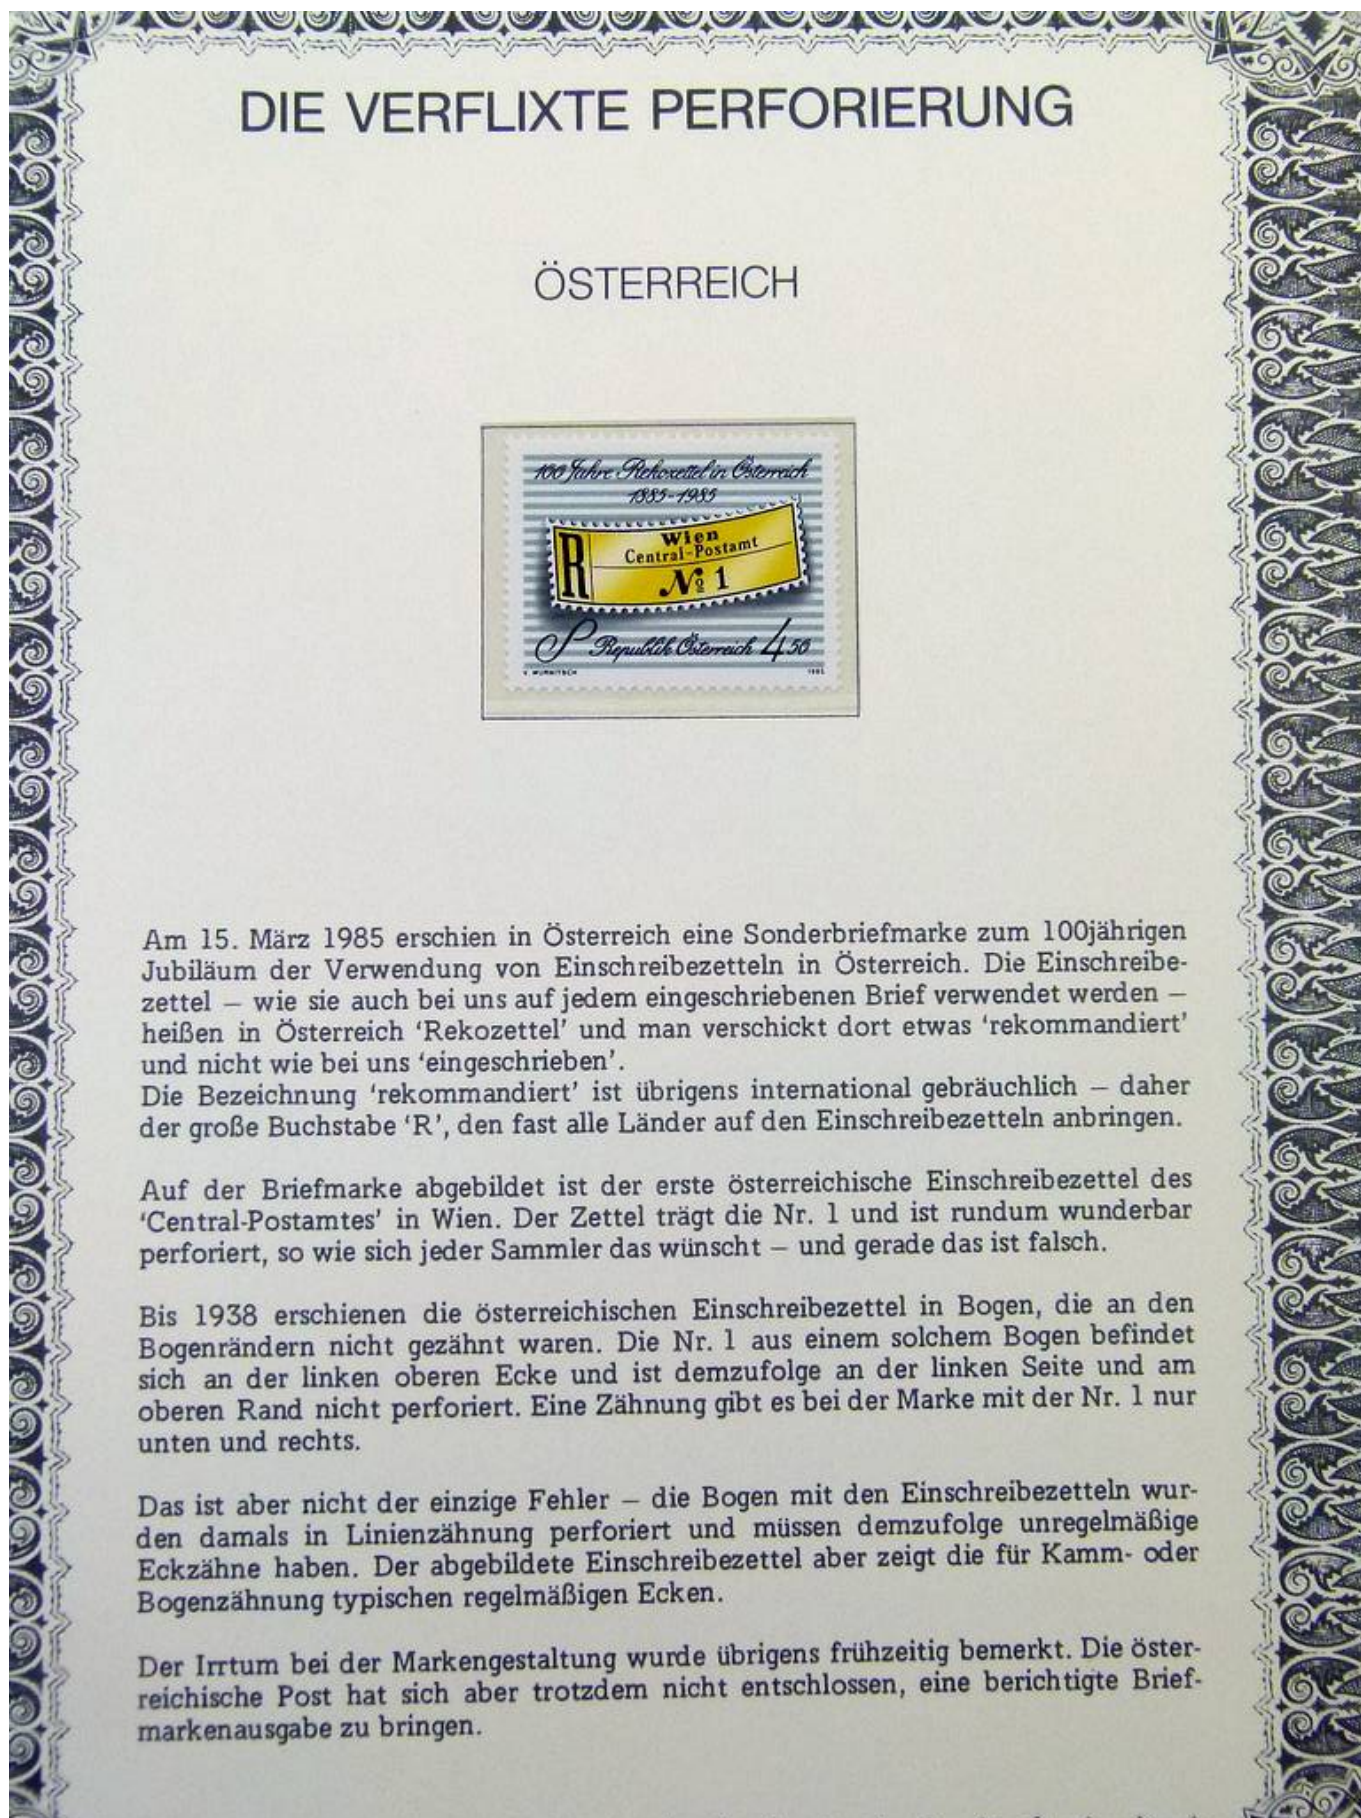 DIE VERFLIXTE PERFORIERUNG
ÖSTERREICH
100 Jahre Rekozettel in Österreich
1885-1985
R
Wien
Central-Postamt
№ 1
S Republik Österreich 4.50
1985
Am 15. März 1985 erschien in Österreich eine Sonderbriefmarke zum 100jährigen
Jubiläum der Verwendung von Einschreibezetteln in Österreich. Die Einschreibe-
zettel – wie sie auch bei uns auf jedem eingeschriebenen Brief verwendet werden –
heißen in Österreich ‘Rekozettel’ und man verschickt dort etwas ‘rekommandiert’
und nicht wie bei uns ‘eingeschrieben’.
Die Bezeichnung ‘rekommandiert’ ist übrigens international gebräuchlich – daher
der große Buchstabe ‘R’, den fast alle Länder auf den Einschreibezetteln anbringen.
Auf der Briefmarke abgebildet ist der erste österreichische Einschreibezettel des
‘Central-Postamtes’ in Wien. Der Zettel trägt die Nr. 1 und ist rundum wunderbar
perforiert, so wie sich jeder Sammler das wünscht – und gerade das ist falsch.
Bis 1938 erschienen die österreichischen Einschreibezettel in Bogen, die an den
Bogenrändern nicht gezähnt waren. Die Nr. 1 aus einem solchem Bogen befindet
sich an der linken oberen Ecke und ist demzufolge an der linken Seite und am
oberen Rand nicht perforiert. Eine Zähnung gibt es bei der Marke mit der Nr. 1 nur
unten und rechts.
Das ist aber nicht der einzige Fehler – die Bogen mit den Einschreibezetteln wur-
den damals in Linienzähnung perforiert und müssen demzufolge unregelmäßige
Eckzähne haben. Der abgebildete Einschreibezettel aber zeigt die für Kamm- oder
Bogenzähnung typischen regelmäßigen Ecken.
Der Irrtum bei der Markengestaltung wurde übrigens frühzeitig bemerkt. Die öster-
reichische Post hat sich aber trotzdem nicht entschlossen, eine berichtigte Brief-
markenausgabe zu bringen.